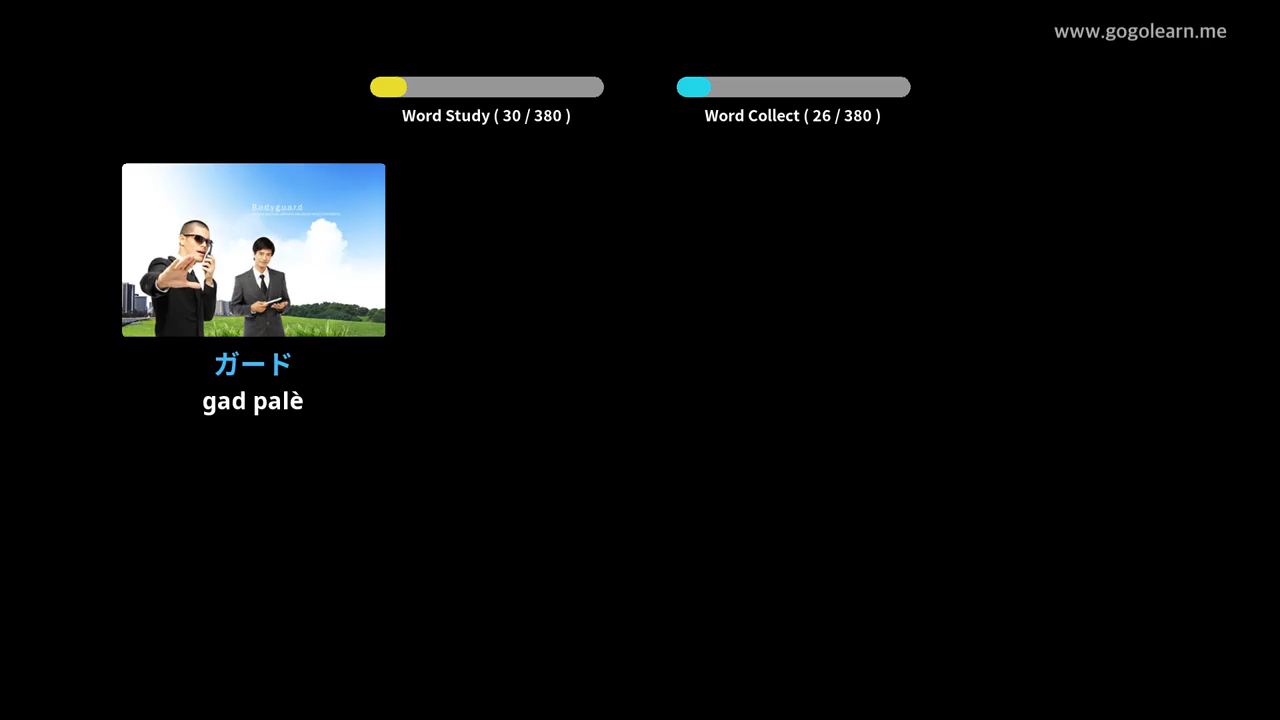 www.gogolearn.me
Word Study ( 30 / 380 )
Word Collect ( 26 / 380 )
Bodyguard
ガード
gad palè